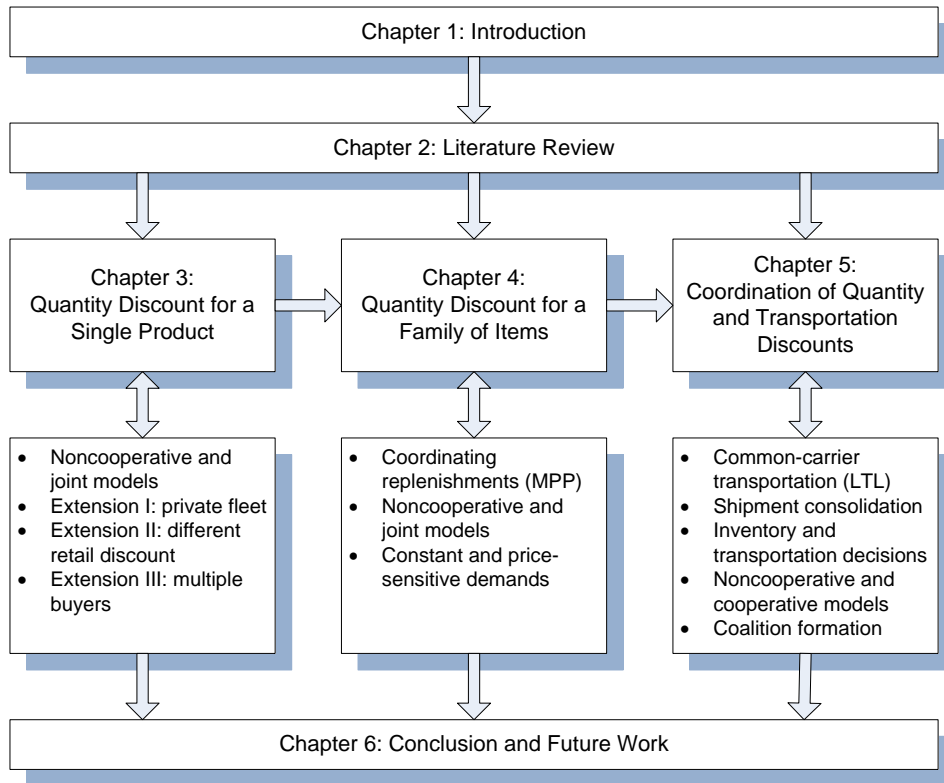 Chapter 1: Introduction
Chapter 2: Literature Review
Chapter 3:
Quantity Discount for a
Single Product
Chapter 4:
Quantity Discount for a
Family of Items
Chapter 5:
Coordination of Quantity
and Transportation
Discounts
• Noncooperative and
joint models
• Extension I: private fleet
• Extension II: different
retail discount
• Extension III: multiple
buyers
• Coordinating
replenishments (MPP)
• Noncooperative and
joint models
• Constant and price-
sensitive demands
• Common-carrier
transportation (LTL)
• Shipment consolidation
• Inventory and
transportation decisions
• Noncooperative and
cooperative models
• Coalition formation
Chapter 6: Conclusion and Future Work